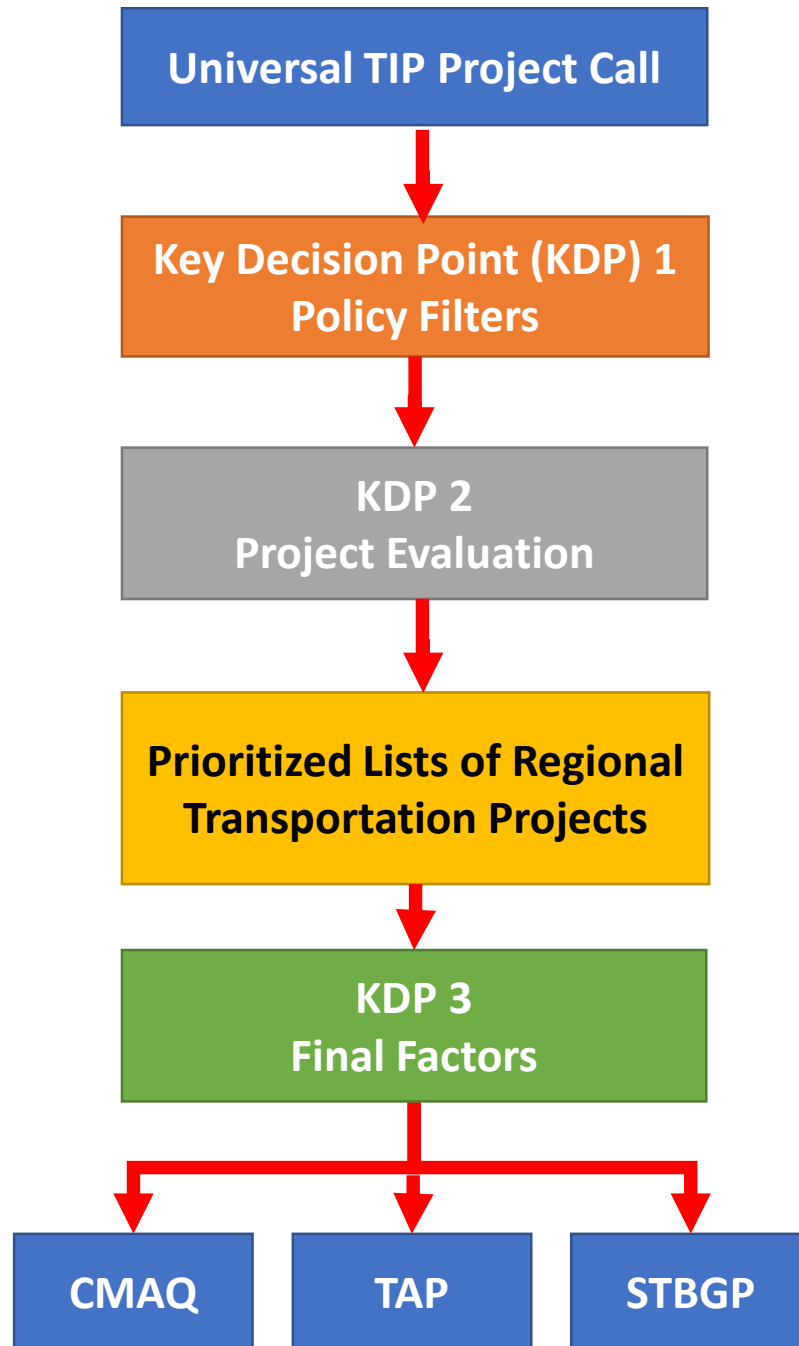 Universal TIP Project Call
Key Decision Point (KDP) 1
Policy Filters
KDP 2
Project Evaluation
Prioritized Lists of Regional
Transportation Projects
KDP 3
Final Factors
CMAQ
TAP
STBGP